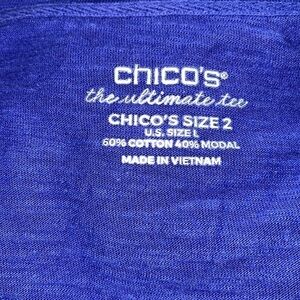 chico's®
the ultimate tee
CHICO'S SIZE 2
U.S. SIZE L
60% COTTON 40% MODAL
MADE IN VIETNAM